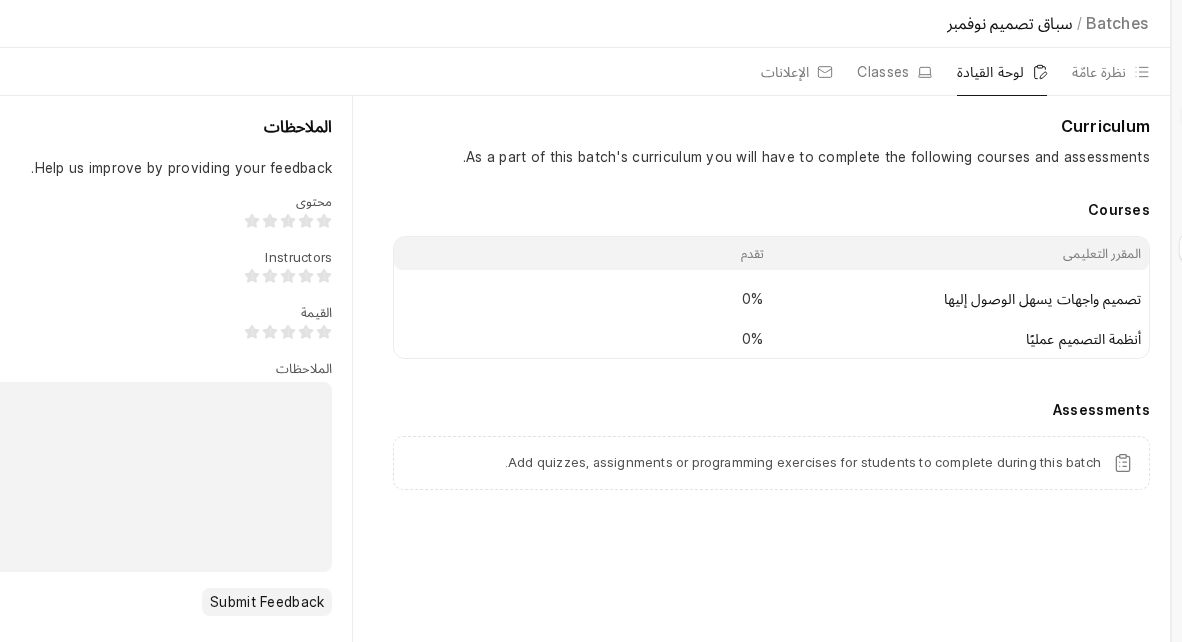 Batches / سباق تصميم نوفمبر
نظرة عامّة
لوحة القيادة
Classes
الإعلانات
Curriculum
As a part of this batch's curriculum you will have to complete the following courses and assessments.
Courses
المقرر التعليمي تقدم
تصميم واجهات يسهل الوصول إليها 0%
أنظمة التصميم عمليًا 0%
Assessments
Add quizzes, assignments or programming exercises for students to complete during this batch.
الملاحظات
Help us improve by providing your feedback.
محتوى
Instructors
القيمة
الملاحظات
Submit Feedback